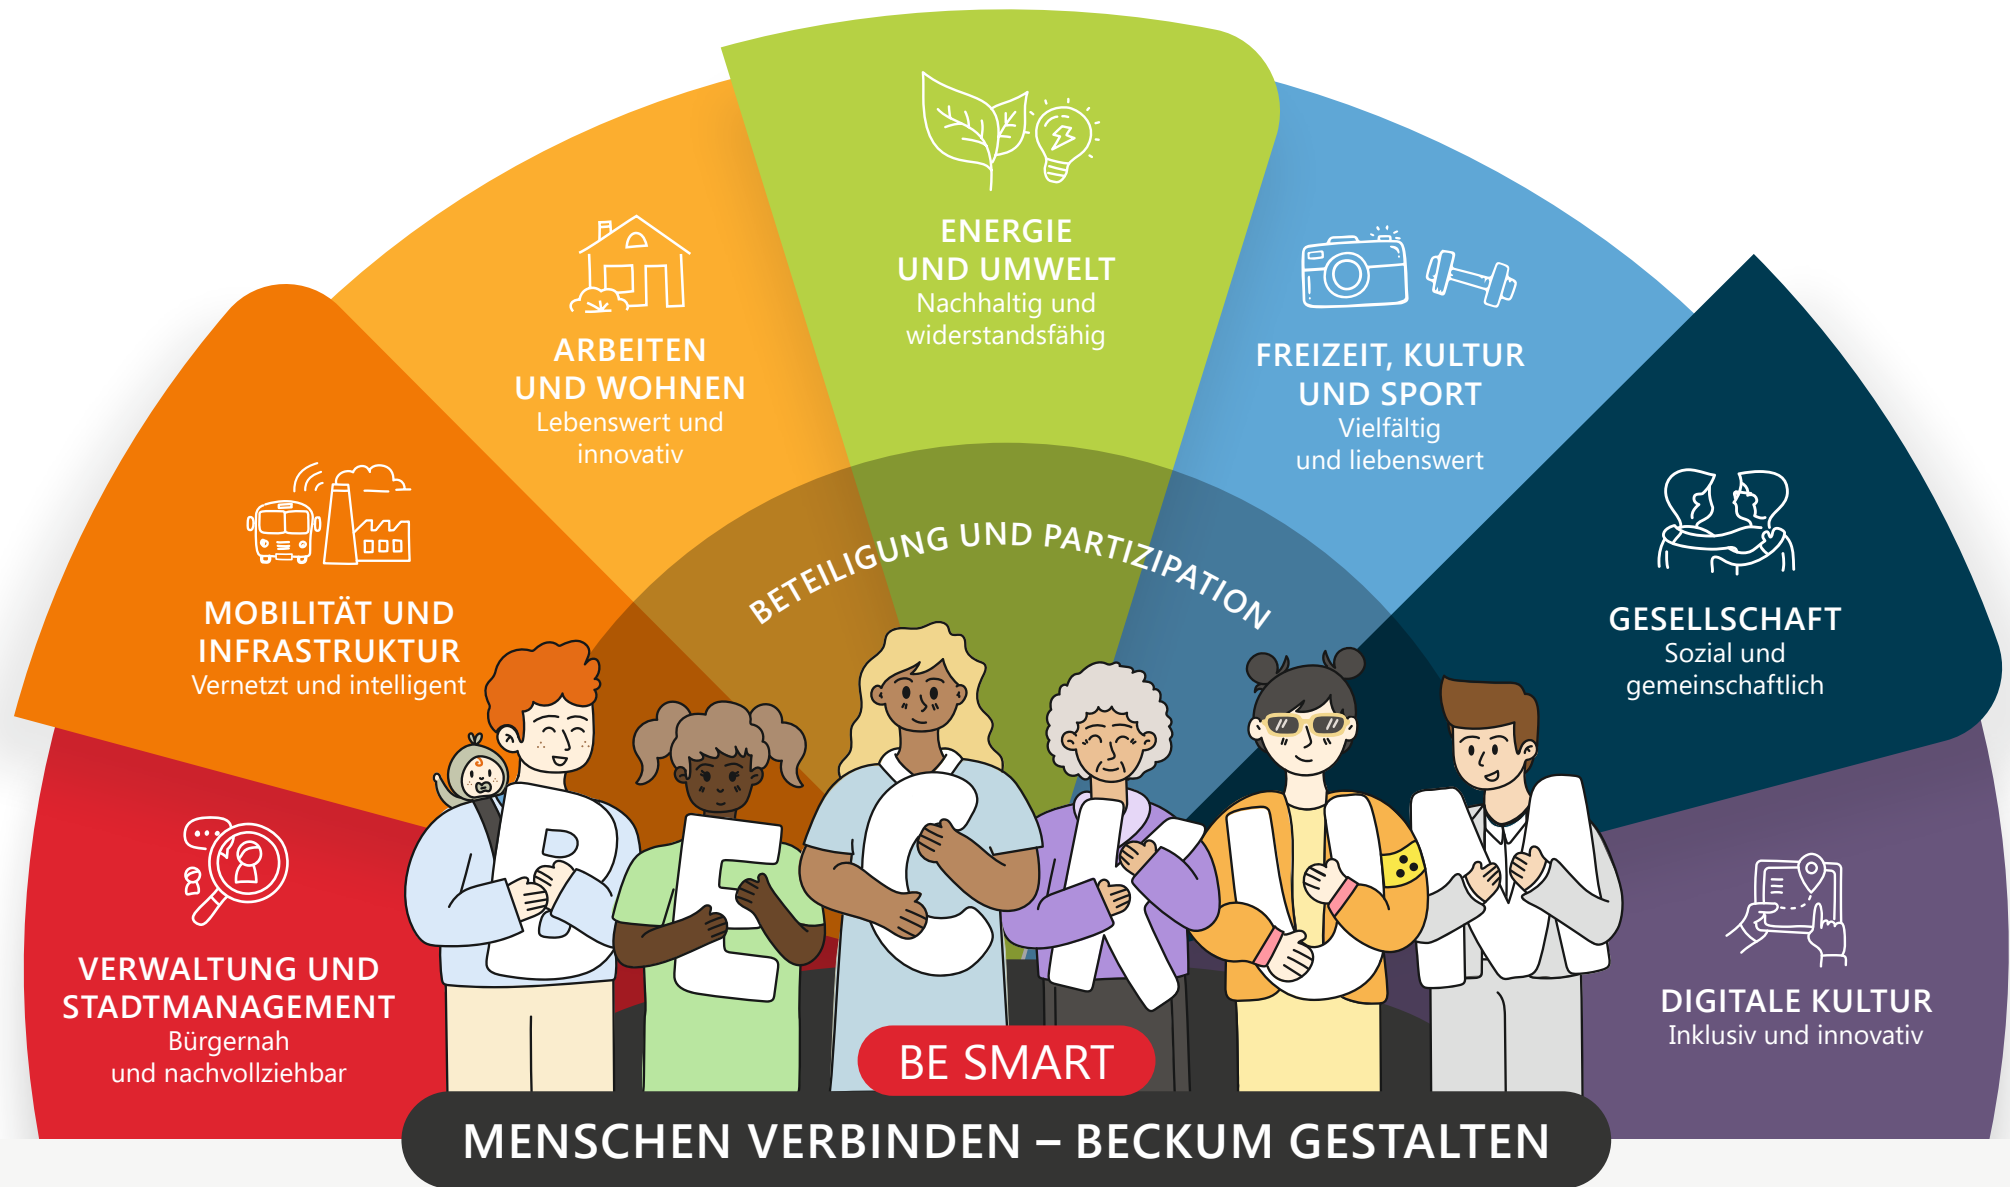 ENERGIE
UND UMWELT
Nachhaltig und
widerstandsfähig
ARBEITEN
UND WOHNEN
Lebenswert und
innovativ
FREIZEIT, KULTUR
UND SPORT
Vielfältig
und liebenswert
MOBILITÄT UND
INFRASTRUKTUR
Vernetzt und intelligent
GESELLSCHAFT
Sozial und
gemeinschaftlich
BETEILIGUNG UND PARTIZIPATION
VERWALTUNG UND
STADTMANAGEMENT
Bürgernah
und nachvollziehbar
DIGITALE KULTUR
Inklusiv und innovativ
BECKUM
BE SMART
MENSCHEN VERBINDEN – BECKUM GESTALTEN